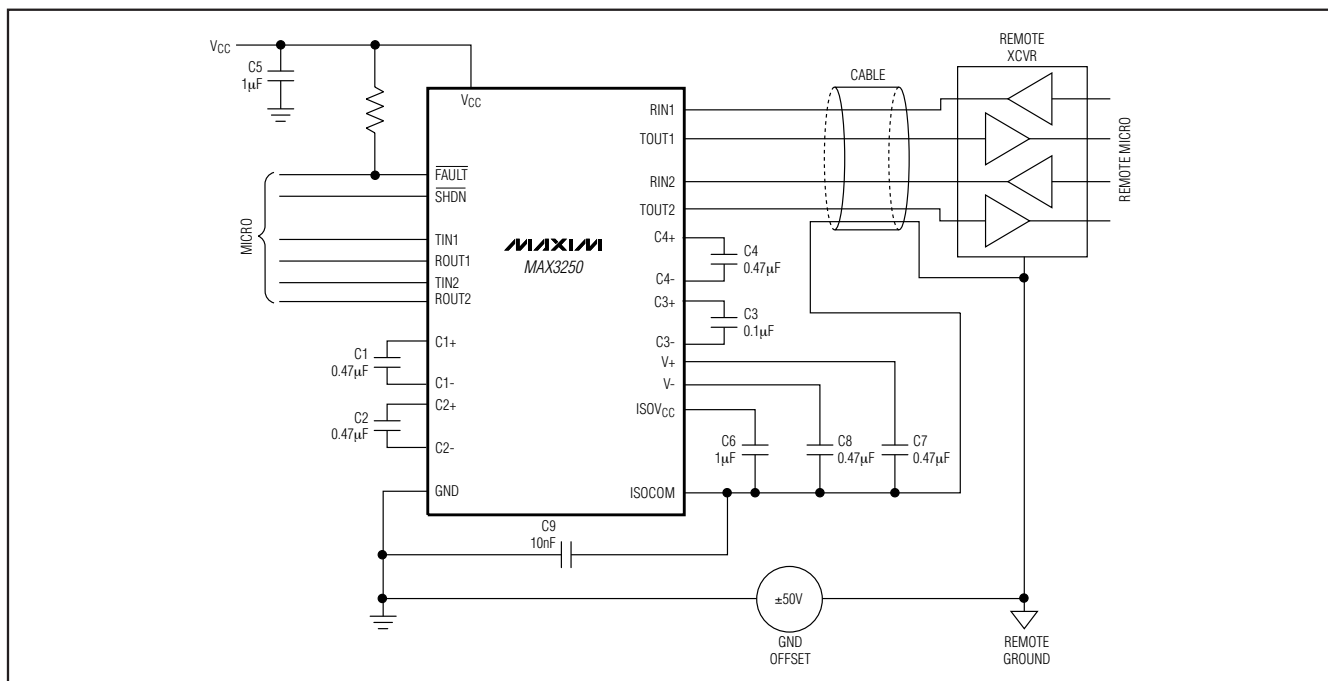 VCC
C5
1µF
VCC
FAULT
SHDN
MICRO
TIN1
ROUT1
TIN2
ROUT2
C1+
C1
0.47µF
C1-
C2+
C2
0.47µF
C2-
GND
MAXIM
MAX3250
RIN1
TOUT1
RIN2
TOUT2
C4+
C4
0.47µF
C4-
C3+
C3
0.1µF
C3-
V+
V-
ISOVCC
ISOCOM
C6
1µF
C8
0.47µF
C7
0.47µF
C9
10nF
CABLE
REMOTE
XCVR
REMOTE MICRO
±50V
GND
OFFSET
REMOTE
GROUND